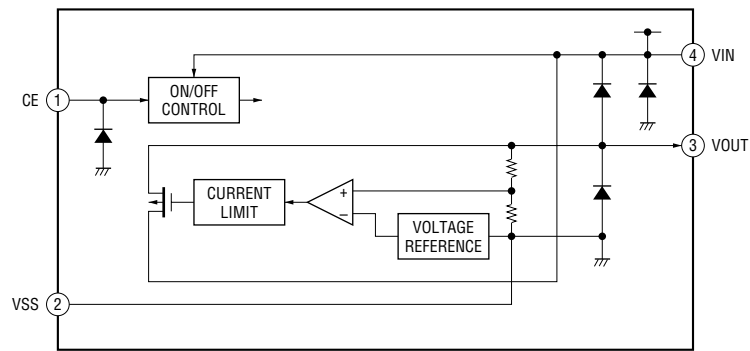 4 VIN
CE 1
ON/OFF
CONTROL
3 VOUT
CURRENT
LIMIT
+
−
VOLTAGE
REFERENCE
VSS 2